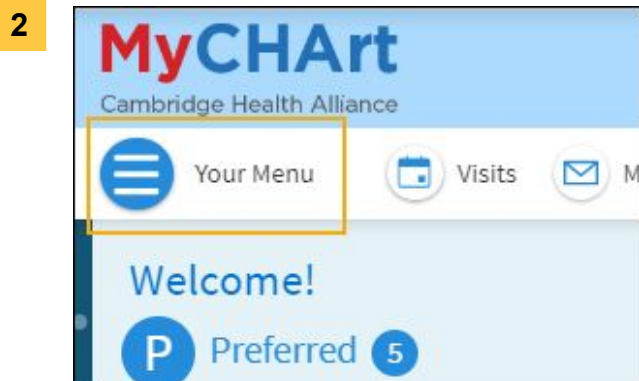 2
MyCHArt
Cambridge Health Alliance
Your Menu Visits
Welcome!
P Preferred 5